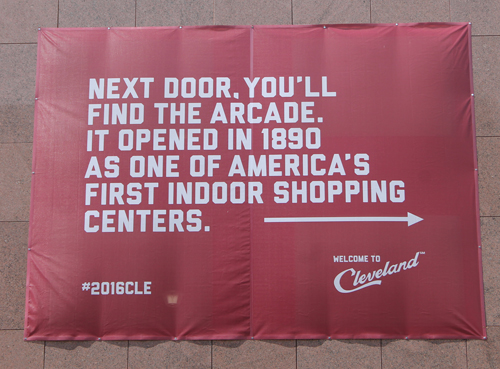 NEXT DOOR, YOU'LL
FIND THE ARCADE.
IT OPENED IN 1890
AS ONE OF AMERICA'S
FIRST INDOOR SHOPPING
CENTERS.
#2016CLE
WELCOME TO
Cleveland™